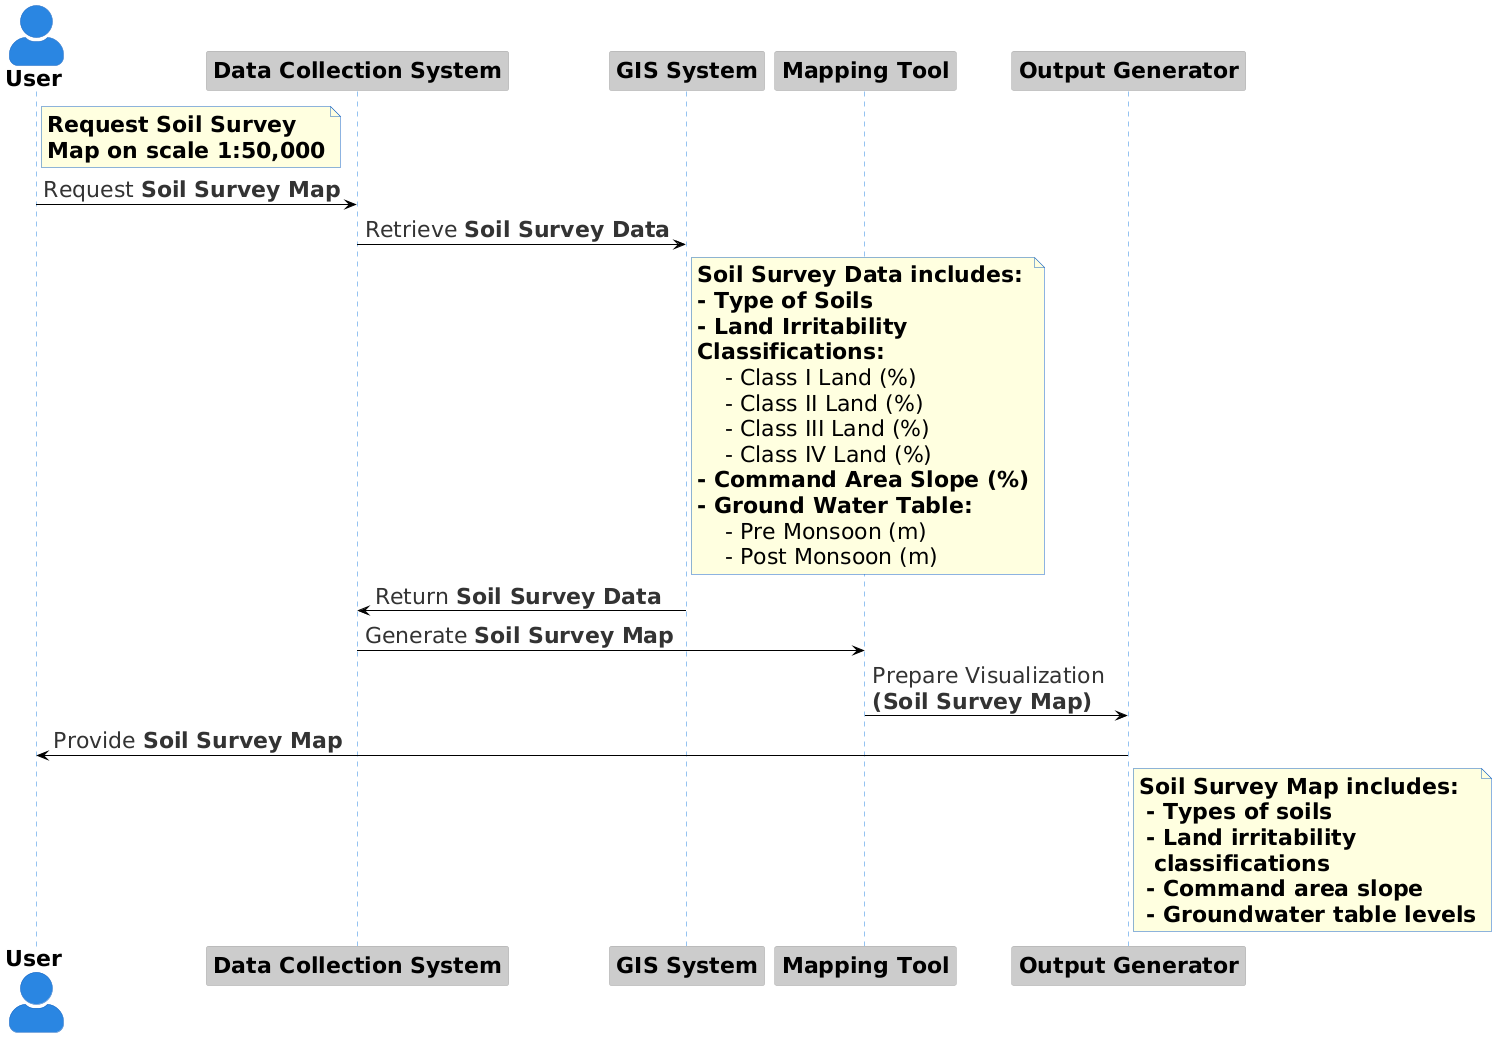 User
Data Collection System
GIS System
Mapping Tool
Output Generator
Request Soil Survey
Map on scale 1:50,000
Request Soil Survey Map
Retrieve Soil Survey Data
Soil Survey Data includes:
- Type of Soils
- Land Irritability
Classifications:
- Class I Land (%)
- Class II Land (%)
- Class III Land (%)
- Class IV Land (%)
- Command Area Slope (%)
- Ground Water Table:
- Pre Monsoon (m)
- Post Monsoon (m)
Return Soil Survey Data
Generate Soil Survey Map
Prepare Visualization
(Soil Survey Map)
Provide Soil Survey Map
Soil Survey Map includes:
- Types of soils
- Land irritability
classifications
- Command area slope
- Groundwater table levels
User
Data Collection System
GIS System
Mapping Tool
Output Generator